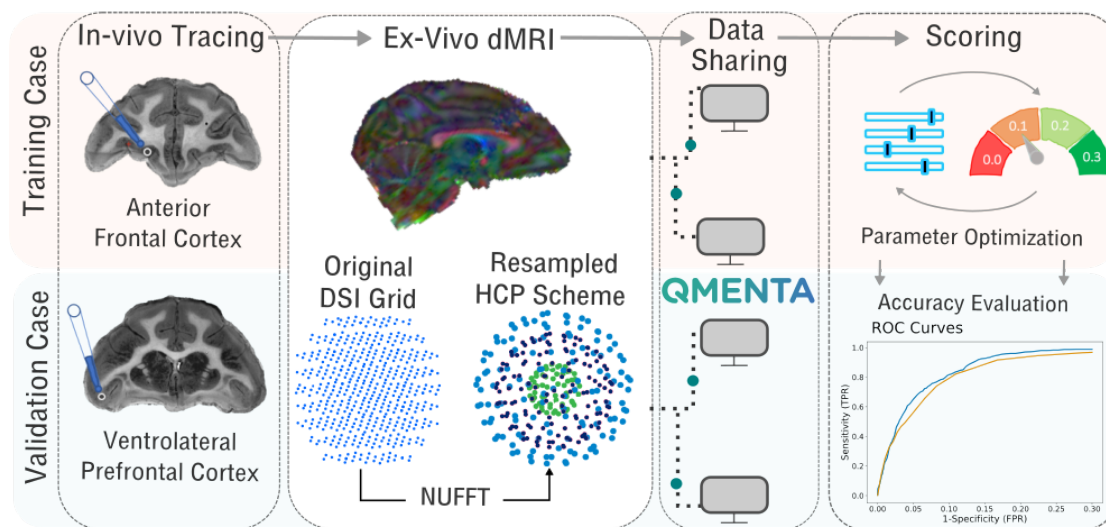 Training Case
Validation Case
In-vivo Tracing
Anterior
Frontal Cortex
Ventrolateral
Prefrontal Cortex
Ex-Vivo dMRI
Original
DSI Grid
Resampled
HCP Scheme
NUFFT
Data
Sharing
QMENTA
Scoring
0.0
0.1
0.2
0.3
Parameter Optimization
Accuracy Evaluation
ROC Curves
Sensitivity (TPR)
1.0
0.8
0.6
0.4
0.2
0.0
0.00
0.05
0.10
0.15
0.20
0.25
0.30
1-Specificity (FPR)